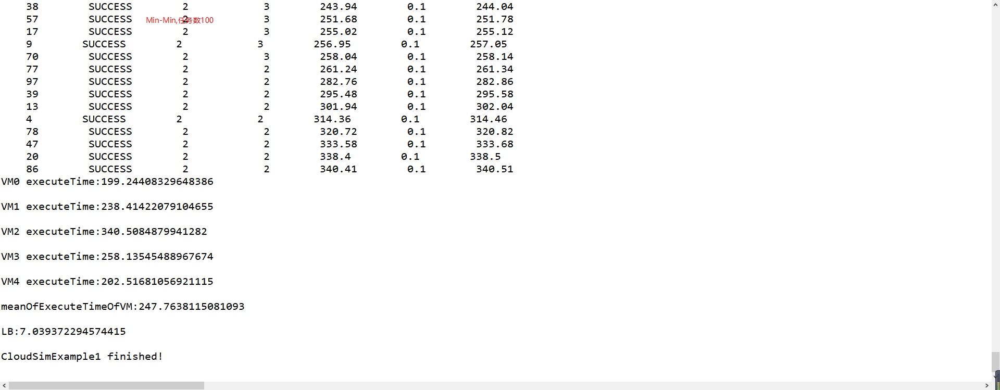 38 SUCCESS 2 3 243.94 0.1 244.04
57 SUCCESS 2 3 251.68 0.1 251.78
Min-Min,任务数100
17 SUCCESS 2 3 255.02 0.1 255.12
9 SUCCESS 2 3 256.95 0.1 257.05
70 SUCCESS 2 3 258.04 0.1 258.14
77 SUCCESS 2 2 261.24 0.1 261.34
97 SUCCESS 2 2 282.76 0.1 282.86
39 SUCCESS 2 2 295.48 0.1 295.58
13 SUCCESS 2 2 301.94 0.1 302.04
4 SUCCESS 2 2 314.36 0.1 314.46
78 SUCCESS 2 2 320.72 0.1 320.82
47 SUCCESS 2 2 333.58 0.1 333.68
20 SUCCESS 2 2 338.4 0.1 338.5
86 SUCCESS 2 2 340.41 0.1 340.51
VM0 executeTime:199.24408329648386
VM1 executeTime:238.41422079104655
VM2 executeTime:340.5084879941282
VM3 executeTime:258.13545488967674
VM4 executeTime:202.51681056921115
meanOfExecuteTimeOfVM:247.7638115081093
LB:7.039372294574415
CloudSimExample1 finished!